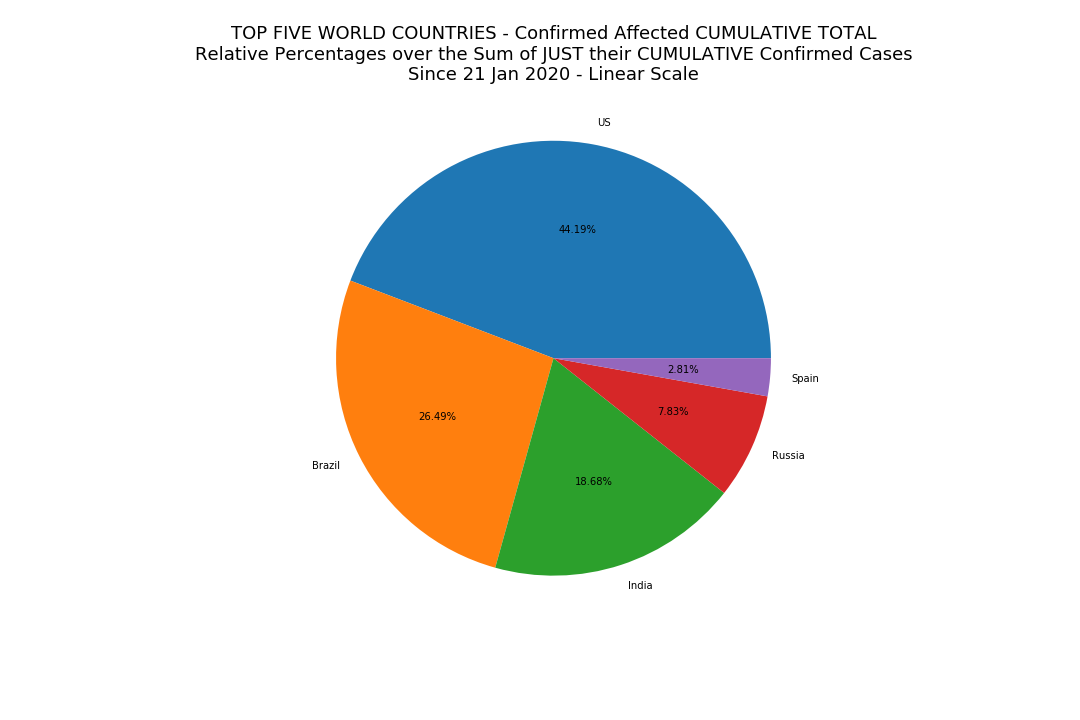 TOP FIVE WORLD COUNTRIES - Confirmed Affected CUMULATIVE TOTAL
Relative Percentages over the Sum of JUST their CUMULATIVE Confirmed Cases
Since 21 Jan 2020 - Linear Scale
US
44.19%
2.81%
Spain
7.83%
26.49%
Russia
Brazil
18.68%
India